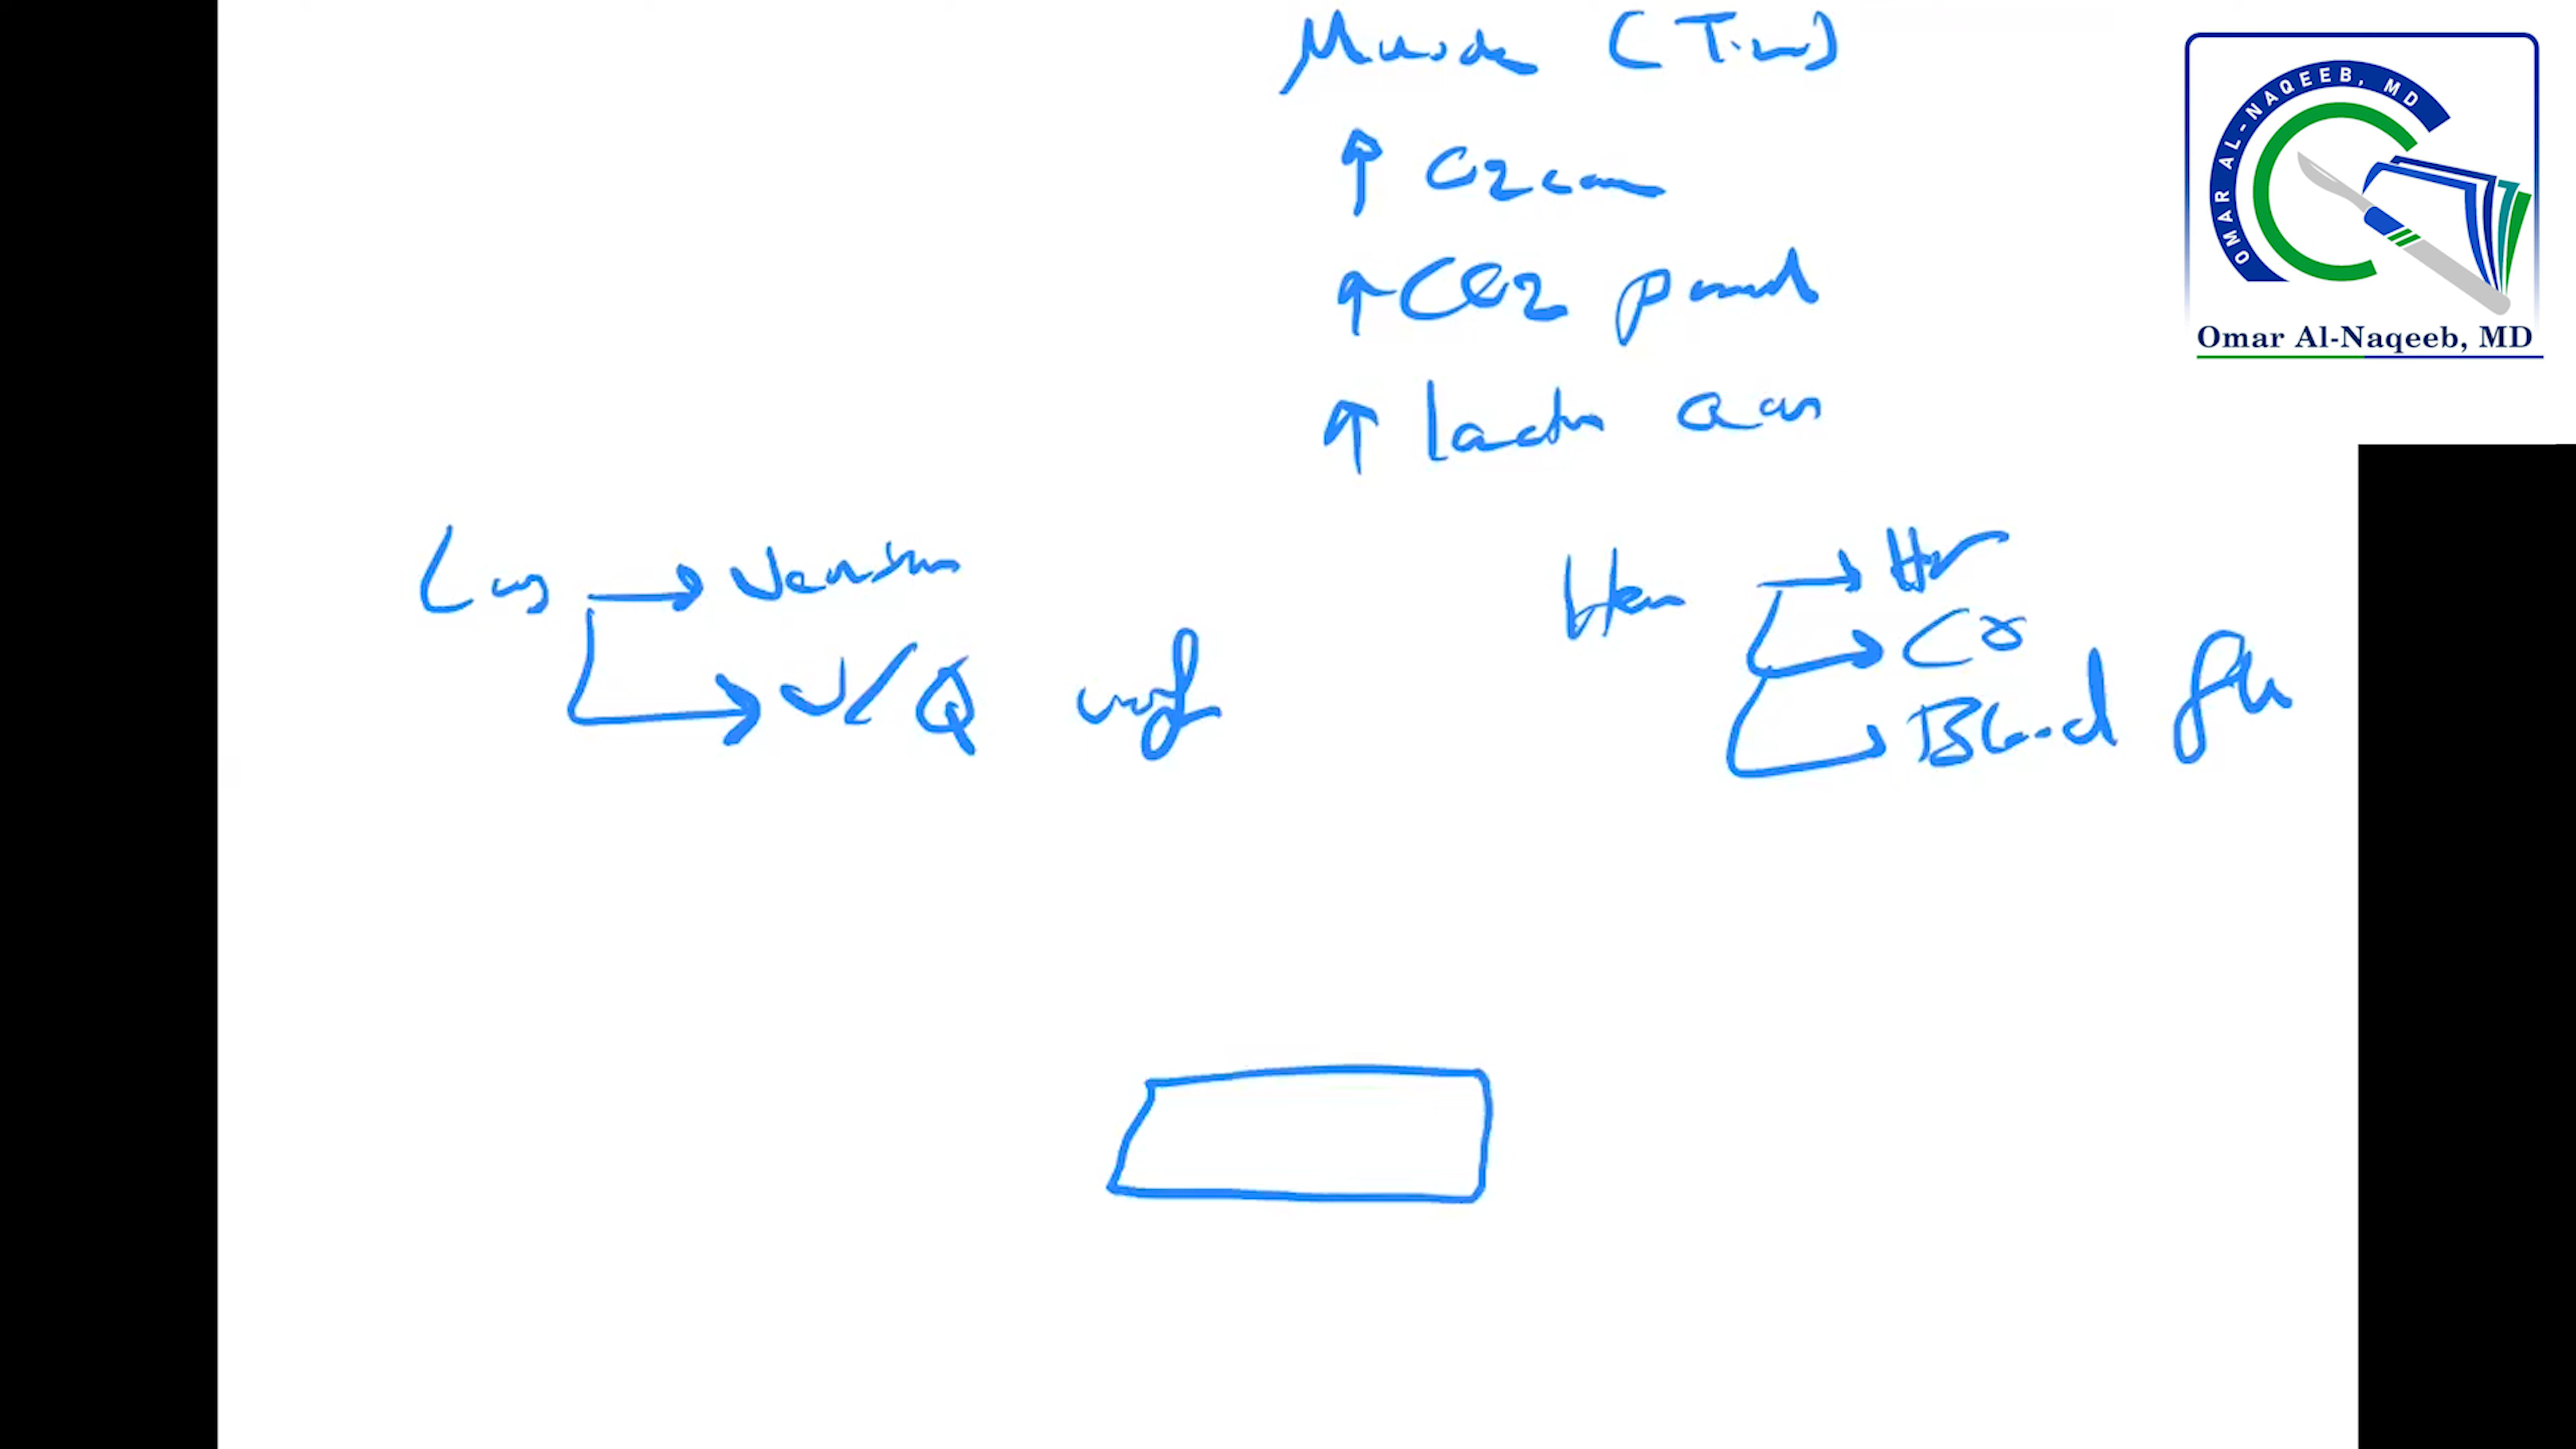 Muscle (Tissue)
↑ O2 con
↑ CO2 prod
↑ lactic acid
Lung → Ventilation
→ V/Q
Heart → HR
→ CO
→ Blood flow
OMAR AL-NAQEEB, MD
Omar Al-Naqeeb, MD